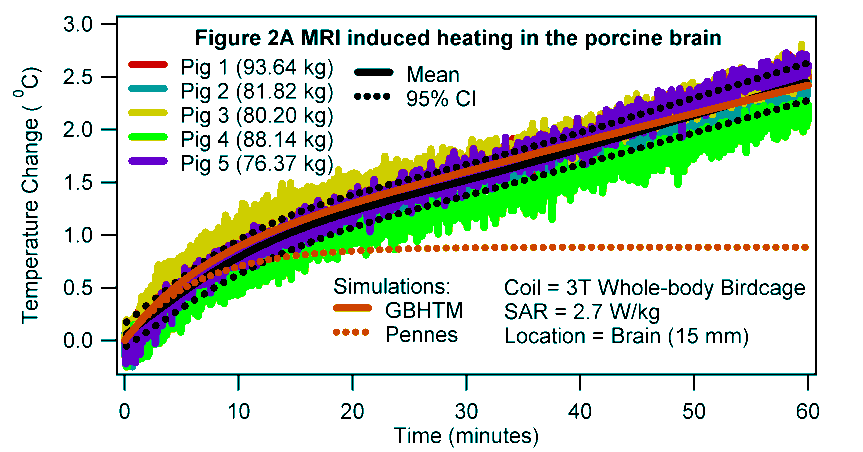 Figure 2A MRI induced heating in the porcine brain
Pig 1 (93.64 kg)
Pig 2 (81.82 kg)
Pig 3 (80.20 kg)
Pig 4 (88.14 kg)
Pig 5 (76.37 kg)
Mean
95% CI
Temperature Change ( ⁰C)
3.0
2.5
2.0
1.5
1.0
0.5
0.0
Simulations:
GBHTM
Pennes
Coil = 3T Whole-body Birdcage
SAR = 2.7 W/kg
Location = Brain (15 mm)
0 10 20 30 40 50 60
Time (minutes)